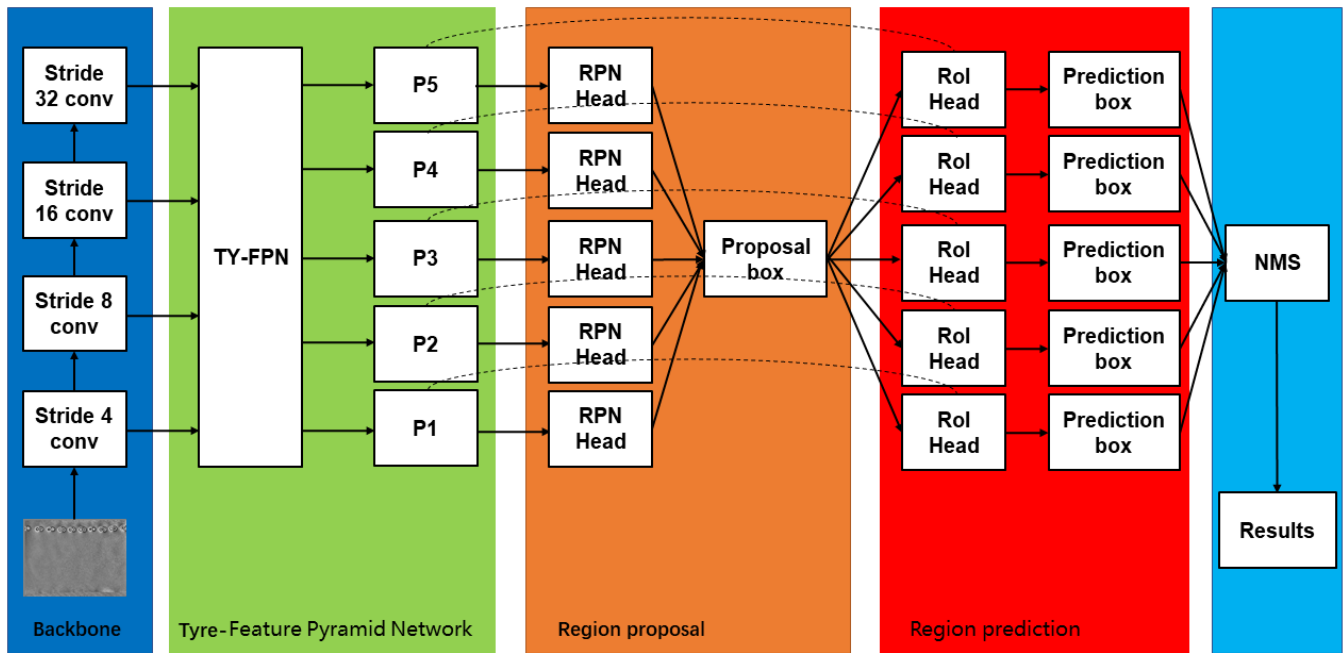 Stride
32 conv
Stride
16 conv
Stride 8
conv
Stride 4
conv
Backbone
TY-FPN
P5
P4
P3
P2
P1
Tyre-Feature Pyramid Network
RPN
Head
RPN
Head
RPN
Head
RPN
Head
RPN
Head
Proposal
box
Region proposal
RoI
Head
RoI
Head
RoI
Head
RoI
Head
RoI
Head
Prediction
box
Prediction
box
Prediction
box
Prediction
box
Prediction
box
Region prediction
NMS
Results